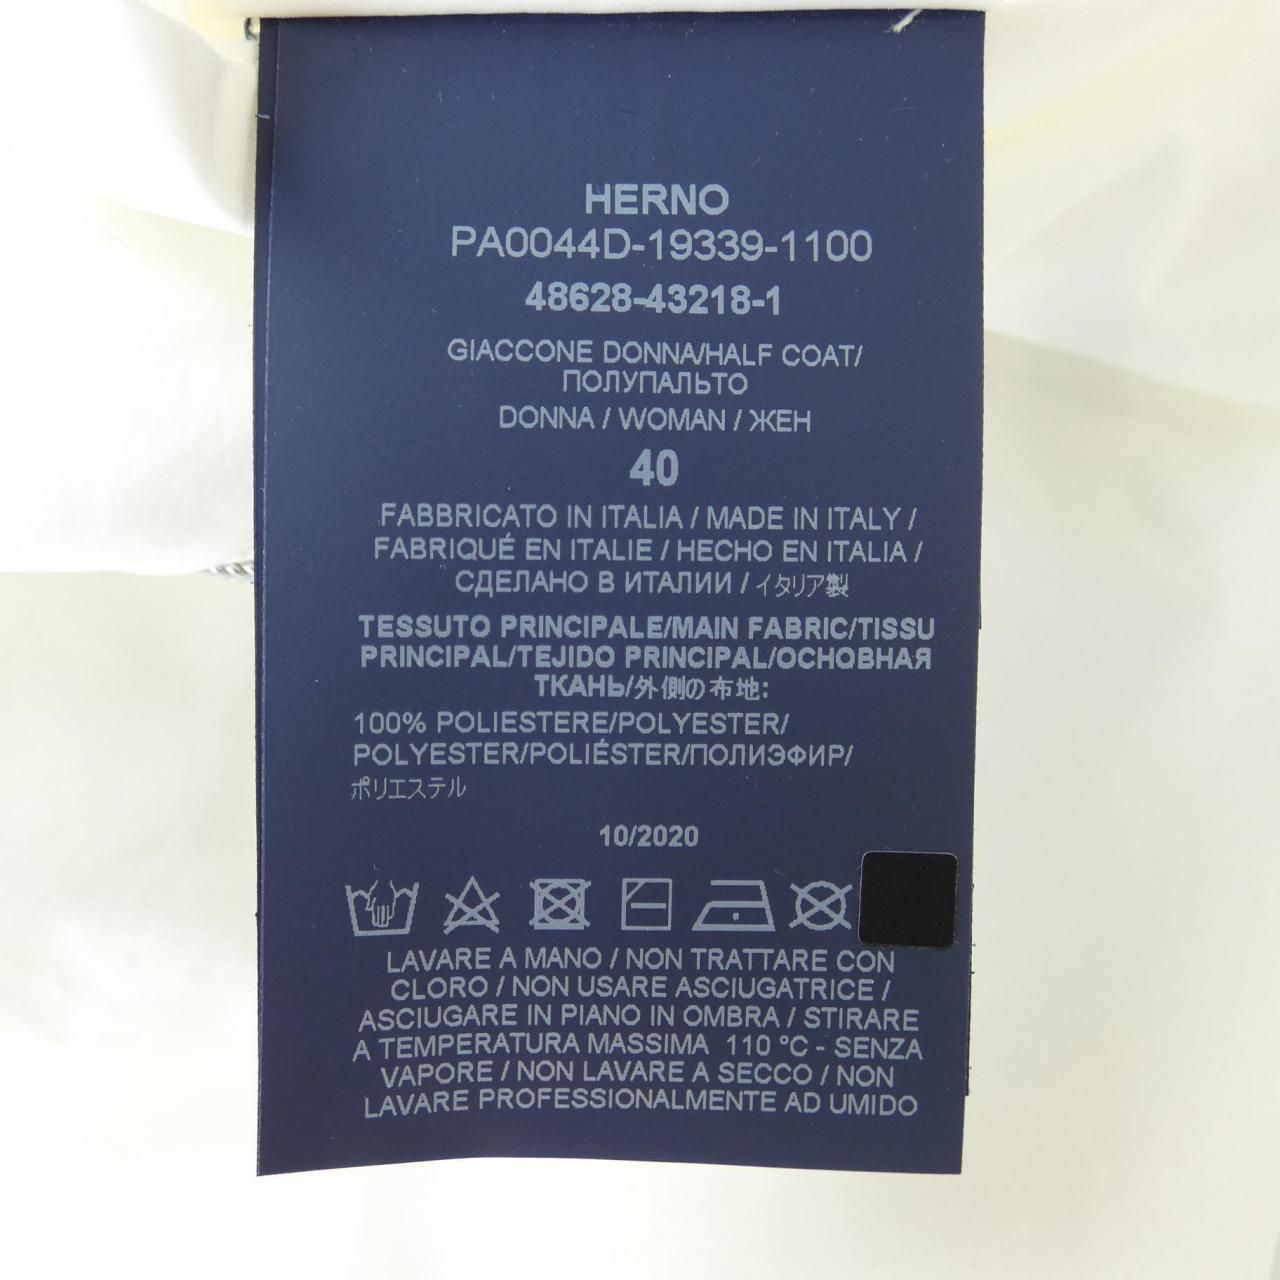 HERNO
PA0044D-19339-1100
48628-43218-1
GIACCONE DONNA/HALF COAT/
ПОЛУПАЛЬТО
DONNA / WOMAN / ЖЕН
40
FABBRICATO IN ITALIA / MADE IN ITALY /
FABRIQUÉ EN ITALIE / HECHO EN ITALIA /
СДЕЛАНО В ИТАЛИИ / イタリア製
TESSUTO PRINCIPALE/MAIN FABRIC/TISSU
PRINCIPAL/TEJIDO PRINCIPAL/ОСНОВНАЯ
ТКАНЬ/外側の布地:
100% POLIESTERE/POLYESTER/
POLYESTER/POLIÉSTER/ПОЛИЭФИР/
ポリエステル
10/2020
LAVARE A MANO / NON TRATTARE CON
CLORO / NON USARE ASCIUGATRICE /
ASCIUGARE IN PIANO IN OMBRA / STIRARE
A TEMPERATURA MASSIMA 110 °C - SENZA
VAPORE / NON LAVARE A SECCO / NON
LAVARE PROFESSIONALMENTE AD UMIDO